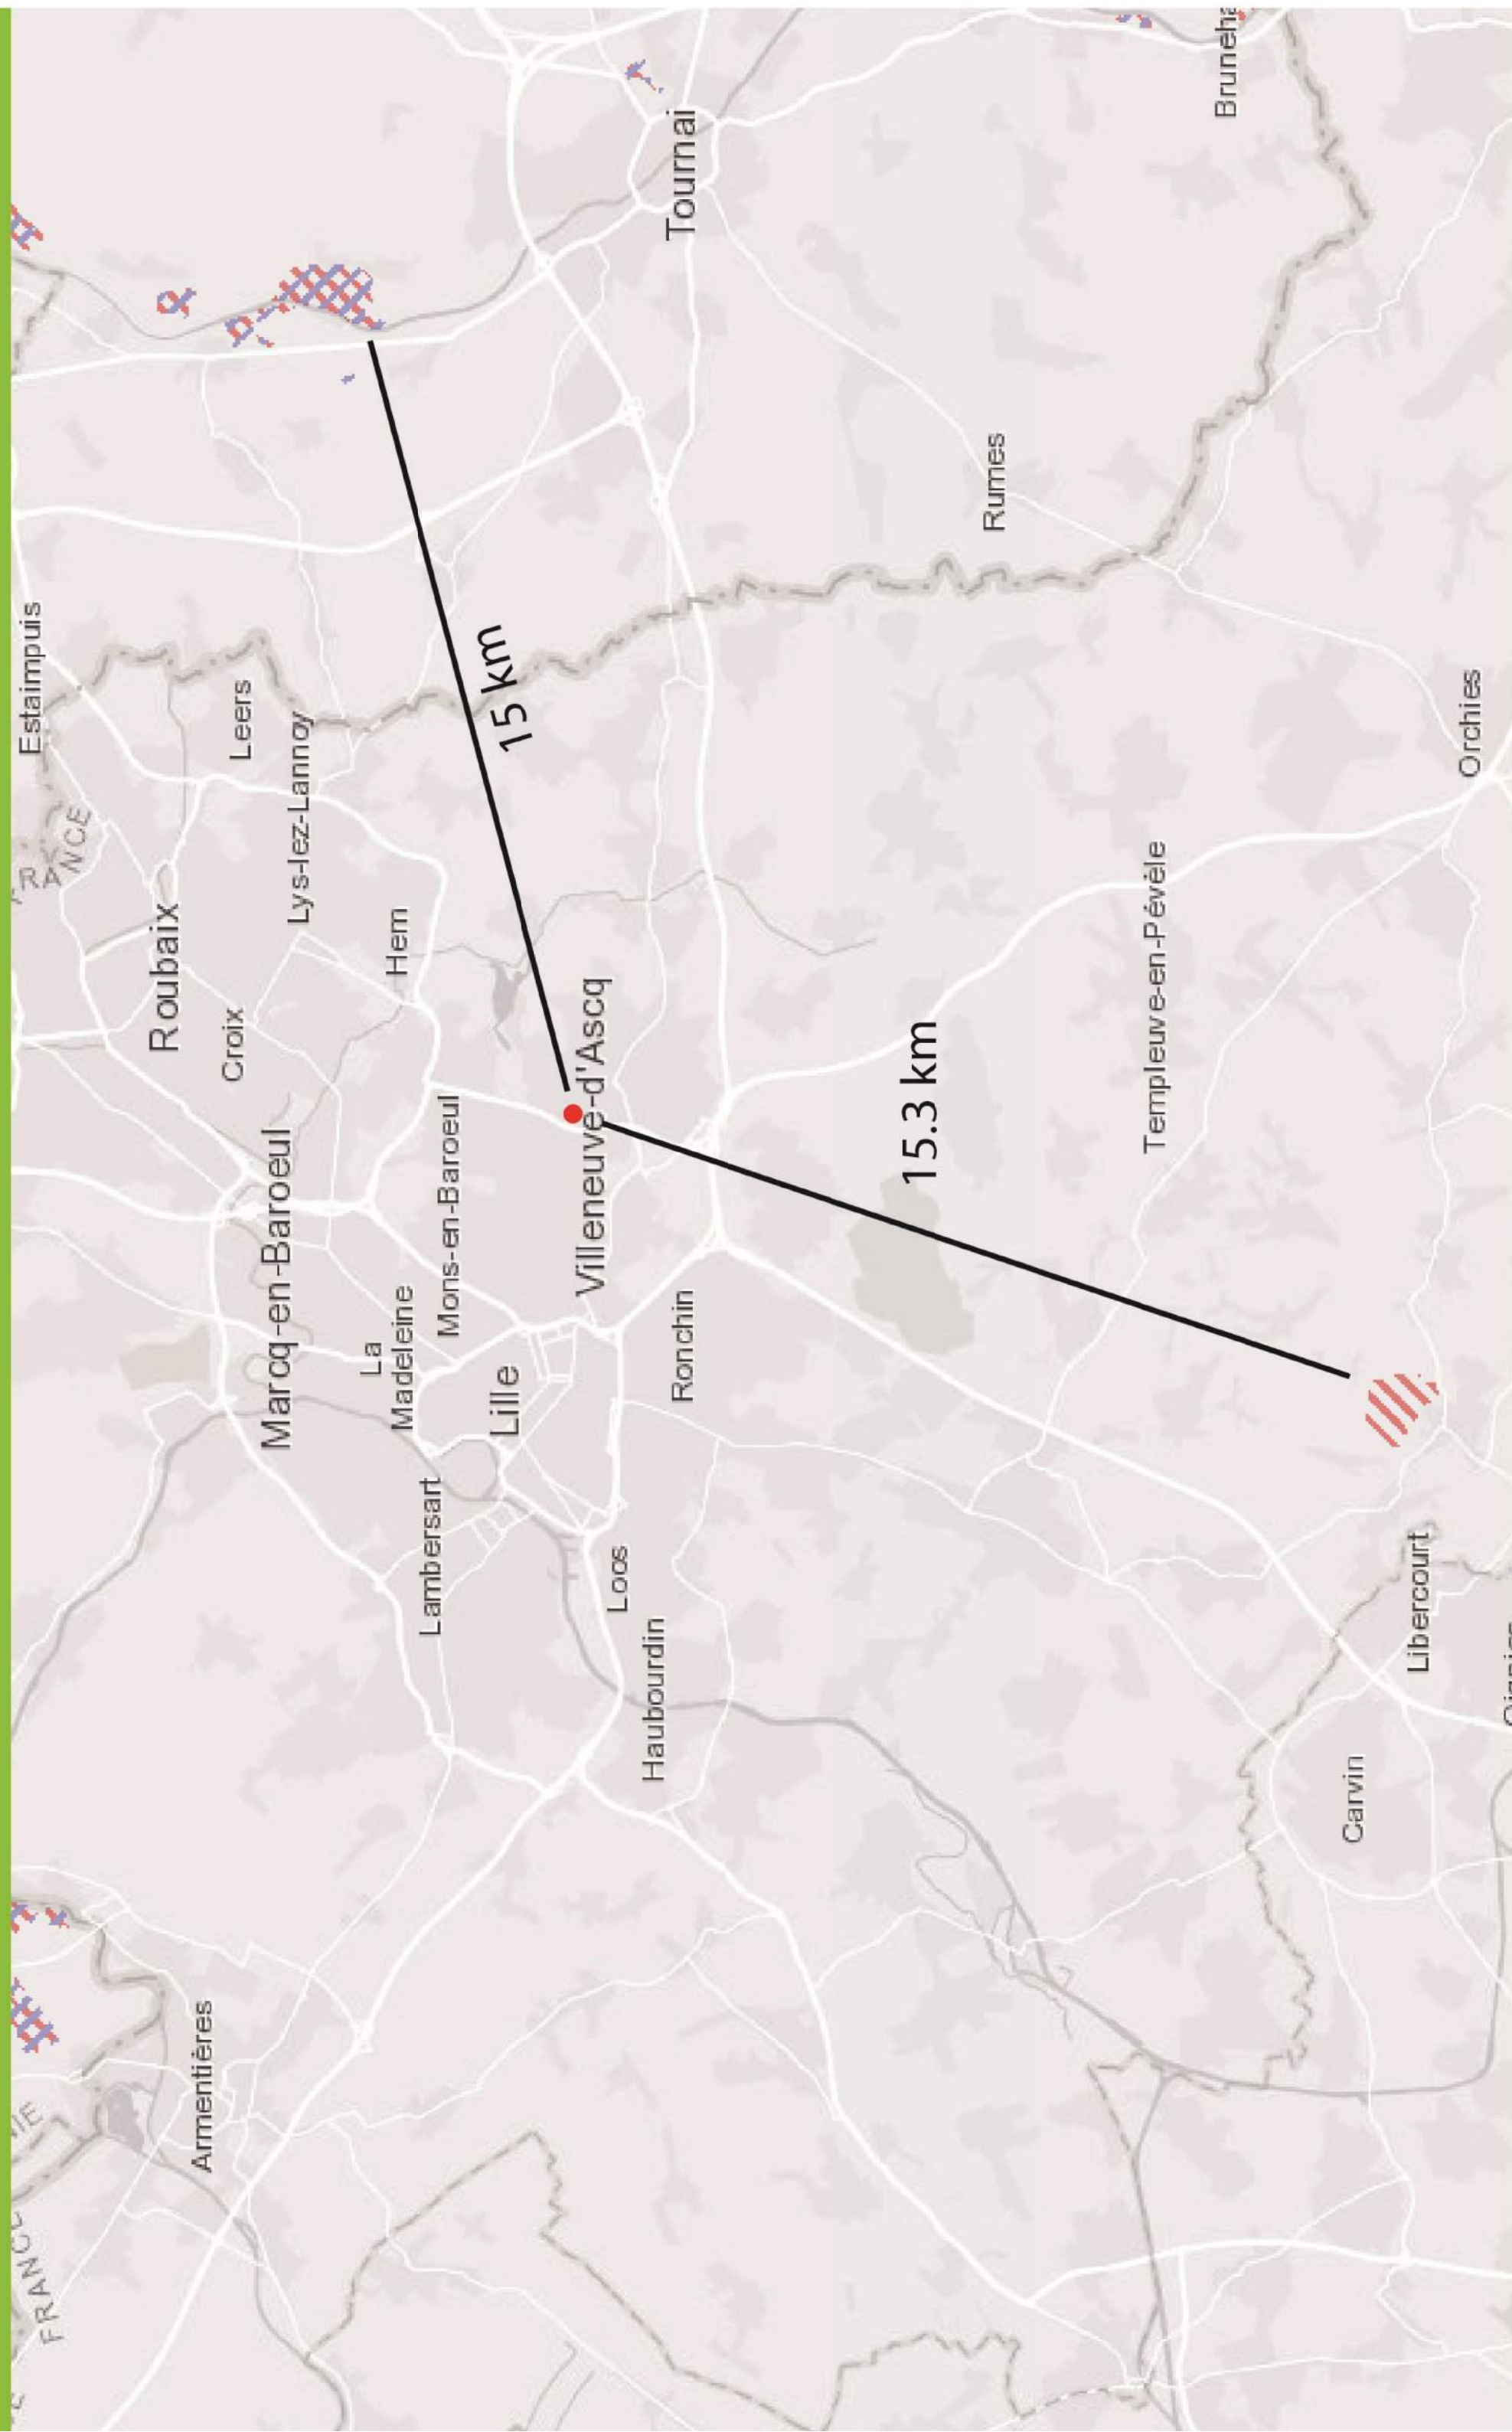 FRANCE
Armentières
Estaimpuis
Roubaix
Croix
Leers
Lys-lez-Lannoy
Hem
Marcq-en-Baroeul
La
Madeleine
Mons-en-Baroeul
Lambersart
Lille
Villeneuve-d'Ascq
15 km
Tournai
Loos
Haubourdin
Ronchin
15.3 km
Rumes
Templeuve-en-Pévèle
Carvin
Libercourt
Orchies